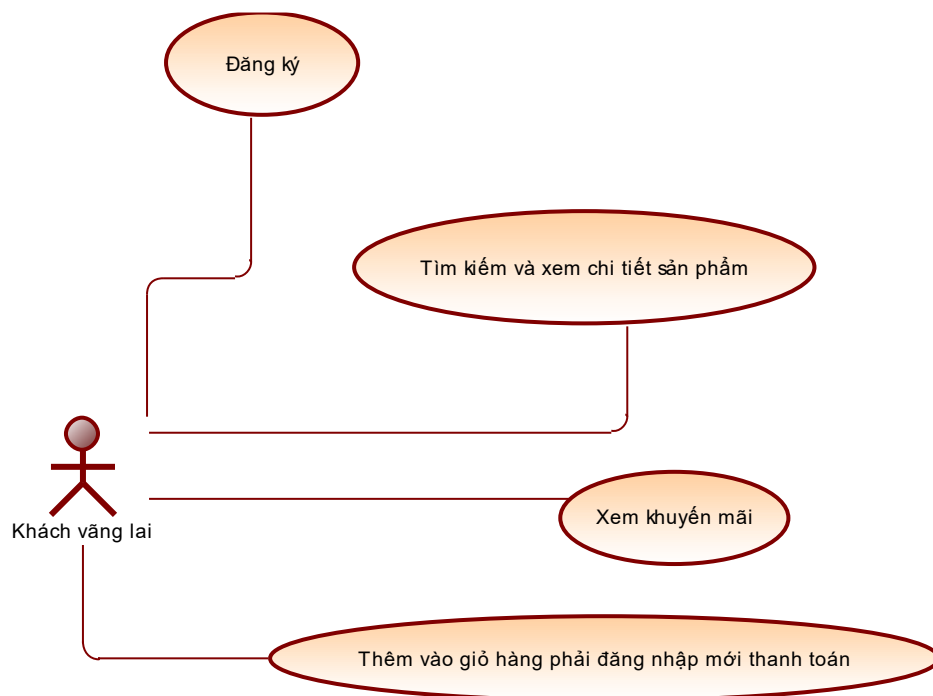 Đăng ký
Tìm kiếm và xem chi tiết sản phẩm
Xem khuyến mãi
Khách vãng lai
Thêm vào giỏ hàng phải đăng nhập mới thanh toán